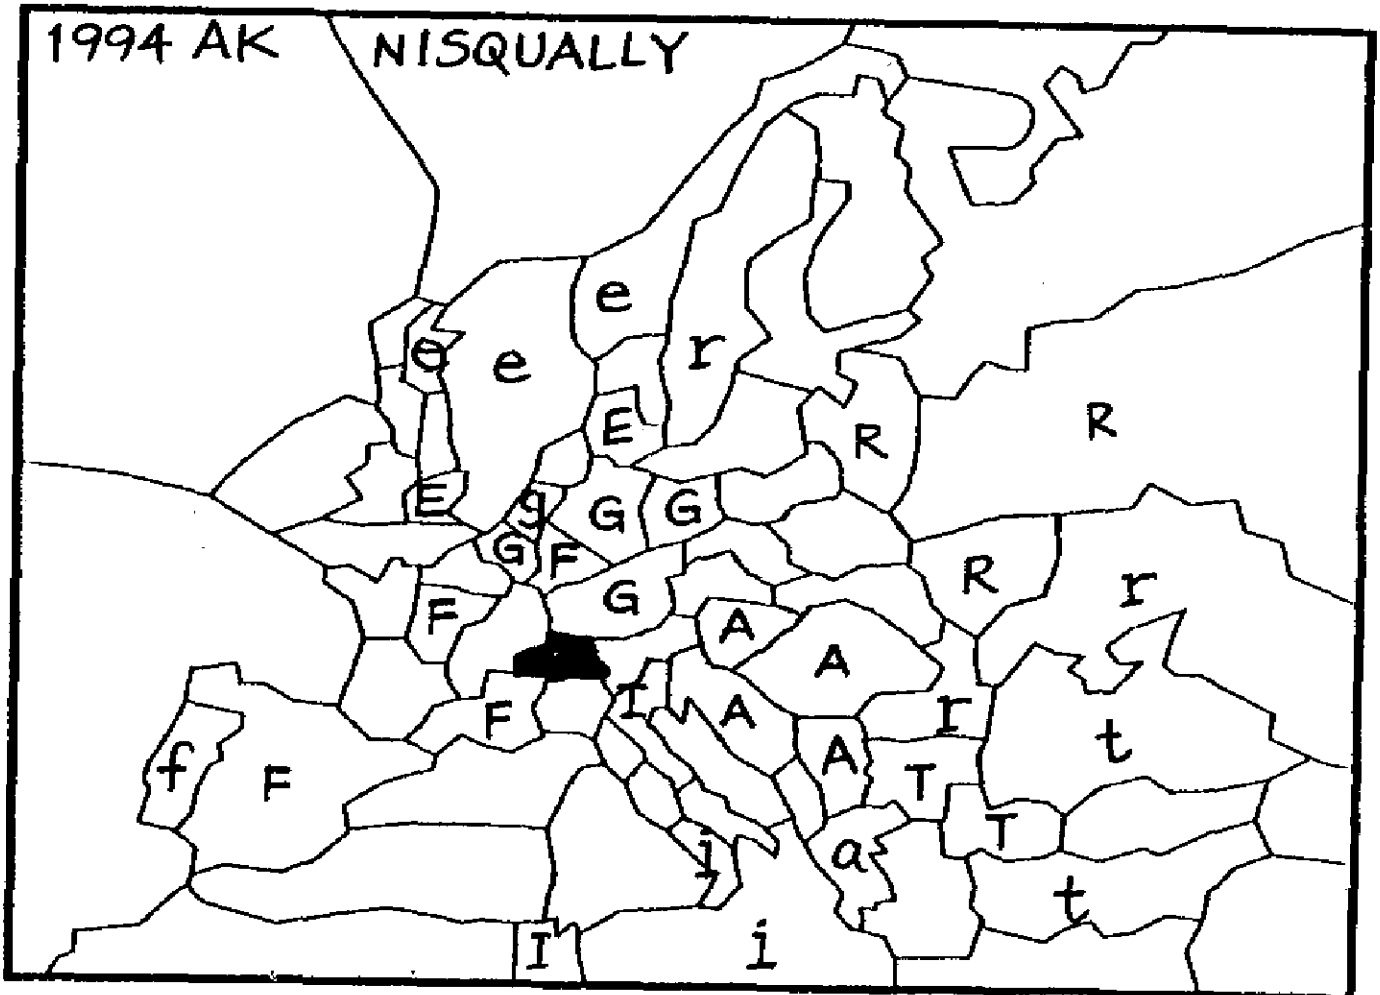 1994 AK NISQUALLY
e
e e r
E R R
E g G G
G F
F G R r
A A
F I A r
f F A T t
T
i a
t
I i